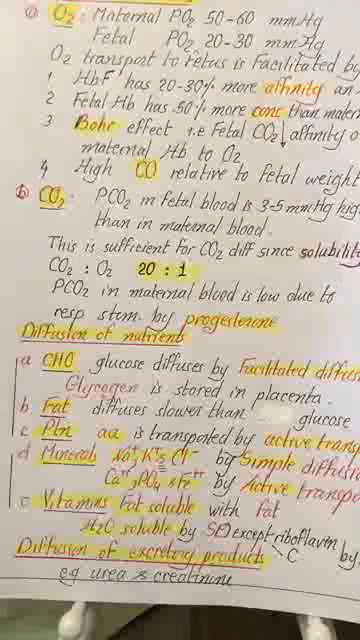 ① O₂: Maternal PO₂ 50-60 mmHg
Fetal PO₂ 20-30 mmHg
O₂ transport to Fetus is Facilitated by
1 HbF has 20-30% more affinity an
2 Fetal Hb has 50% more conc than mater
3 Bohr effect i.e Fetal CO₂ ↓ affinity o
maternal Hb to O₂
4 High CO relative to Fetal weight
CO₂: PCO₂ in Fetal blood is 3-5 mmHg hig
than in maternal blood.
This is sufficient for CO₂ diff since solubilit
CO₂ : O₂ 20 : 1
PCO₂ in maternal blood is low due to
resp stim. by progesterone
Diffusion of nutrients
a CHO glucose diffuses by Facilitated diffus
Glycogen is stored in placenta.
b Fat diffuses slower than glucose
c Ptn aa is transported by active transp
d Minerals Na⁺, K⁺ & Cl⁻ by Simple diffusio
Ca⁺⁺, PO₄ & Fe⁺⁺ by Active transpo
e Vitamins Fat soluble with Fat
H₂O soluble by SD except riboflavin
C by
Diffusion of excretory products
eg urea & creatinine